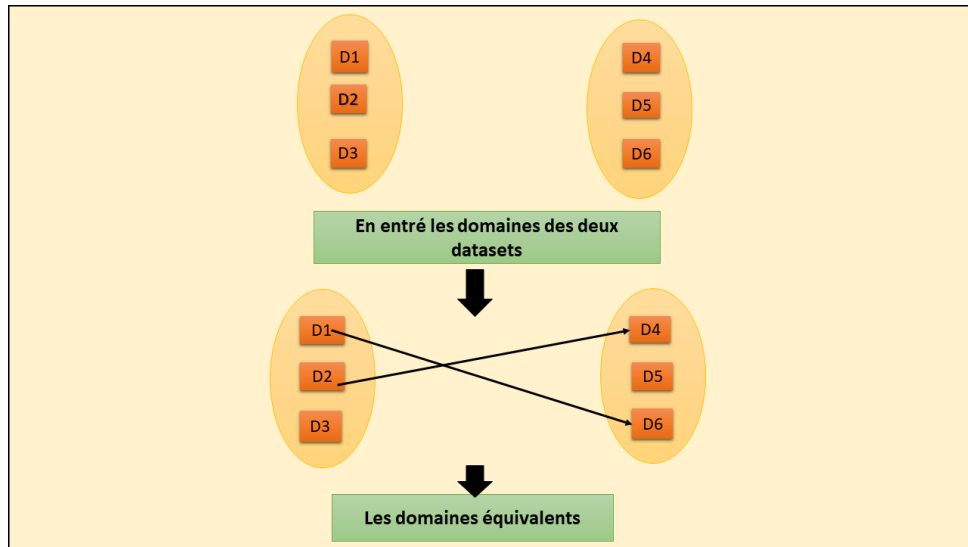 D1
D2
D3
D4
D5
D6
En entré les domaines des deux
datasets
D1
D2
D3
D4
D5
D6
Les domaines équivalents